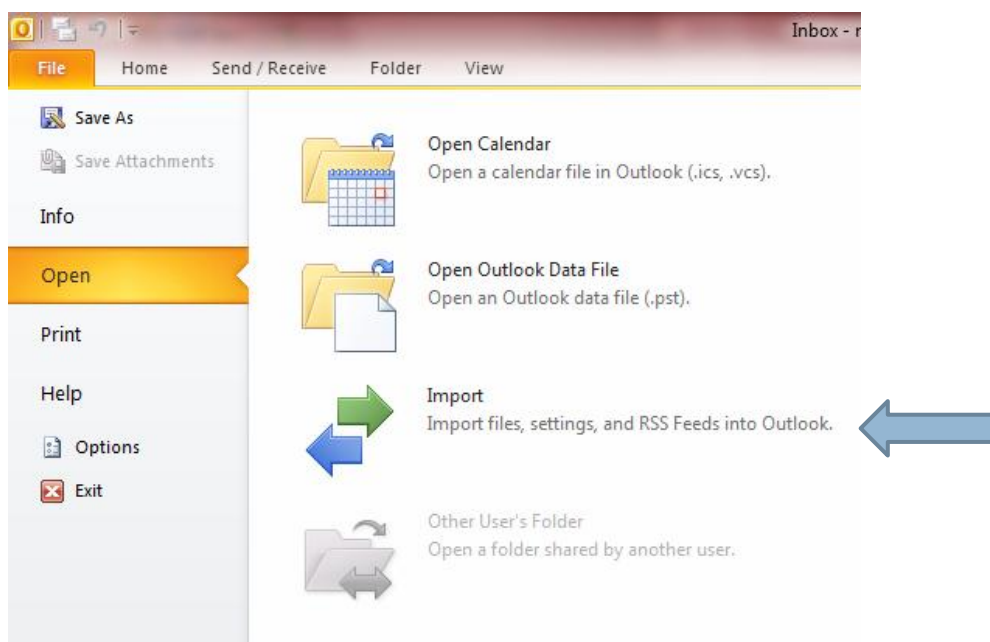 Inbox - r
File Home Send / Receive Folder View
Save As
Save Attachments
Info
Open
Print
Help
Options
Exit
Open Calendar
Open a calendar file in Outlook (.ics, .vcs).
Open Outlook Data File
Open an Outlook data file (.pst).
Import
Import files, settings, and RSS Feeds into Outlook.
Other User's Folder
Open a folder shared by another user.